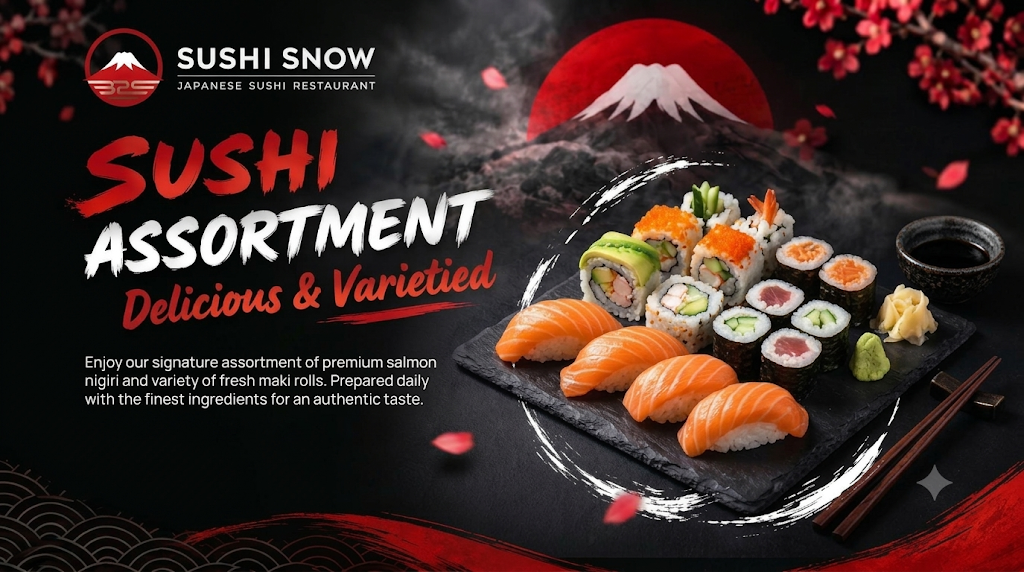 SUSHI SNOW
JAPANESE SUSHI RESTAURANT
SUSHI
ASSORTMENT
Delicious & Varietied
Enjoy our signature assortment of premium salmon
nigiri and variety of fresh maki rolls. Prepared daily
with the finest ingredients for an authentic taste.